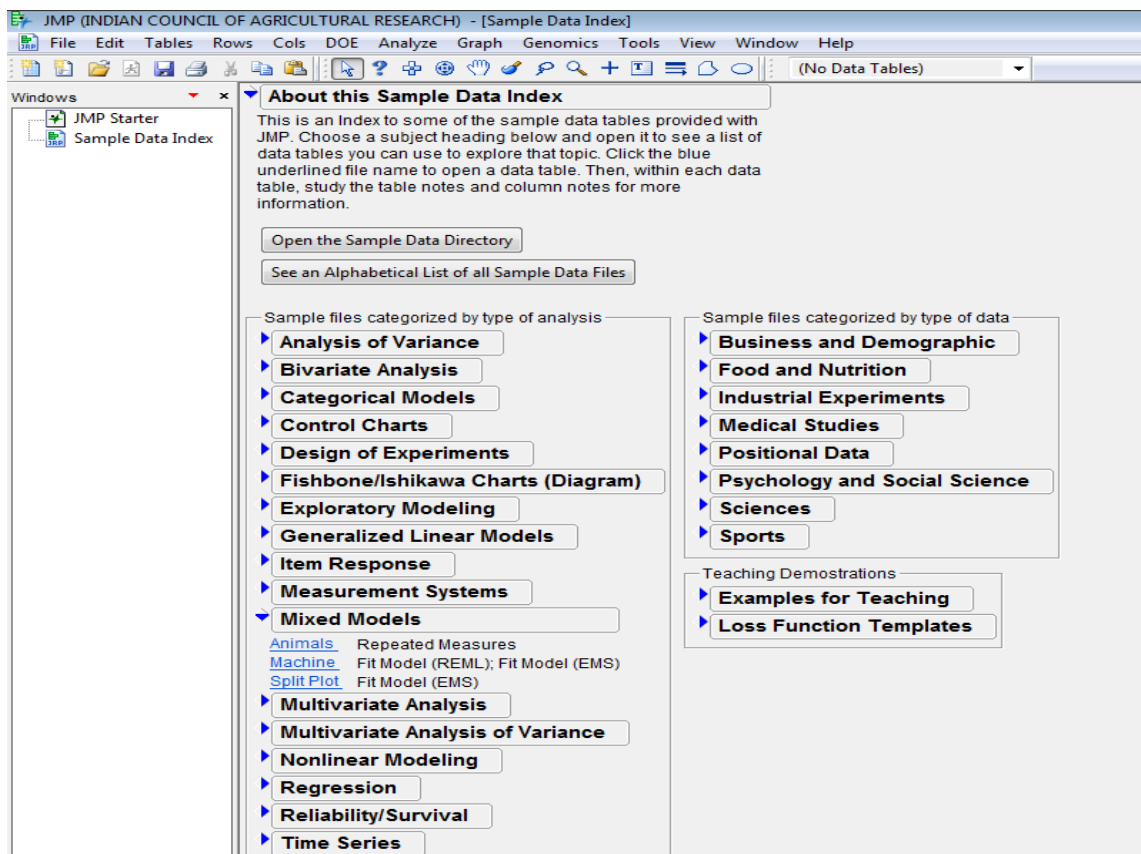 JMP (INDIAN COUNCIL OF AGRICULTURAL RESEARCH) - [Sample Data Index]
File Edit Tables Rows Cols DOE Analyze Graph Genomics Tools View Window Help
(No Data Tables)
Windows
JMP Starter
Sample Data Index
About this Sample Data Index
This is an Index to some of the sample data tables provided with
JMP. Choose a subject heading below and open it to see a list of
data tables you can use to explore that topic. Click the blue
underlined file name to open a data table. Then, within each data
table, study the table notes and column notes for more
information.
Open the Sample Data Directory
See an Alphabetical List of all Sample Data Files
Sample files categorized by type of analysis
Analysis of Variance
Bivariate Analysis
Categorical Models
Control Charts
Design of Experiments
Fishbone/Ishikawa Charts (Diagram)
Exploratory Modeling
Generalized Linear Models
Item Response
Measurement Systems
Mixed Models
Animals Repeated Measures
Machine Fit Model (REML); Fit Model (EMS)
Split Plot Fit Model (EMS)
Multivariate Analysis
Multivariate Analysis of Variance
Nonlinear Modeling
Regression
Reliability/Survival
Time Series
Sample files categorized by type of data
Business and Demographic
Food and Nutrition
Industrial Experiments
Medical Studies
Positional Data
Psychology and Social Science
Sciences
Sports
Teaching Demostrations
Examples for Teaching
Loss Function Templates